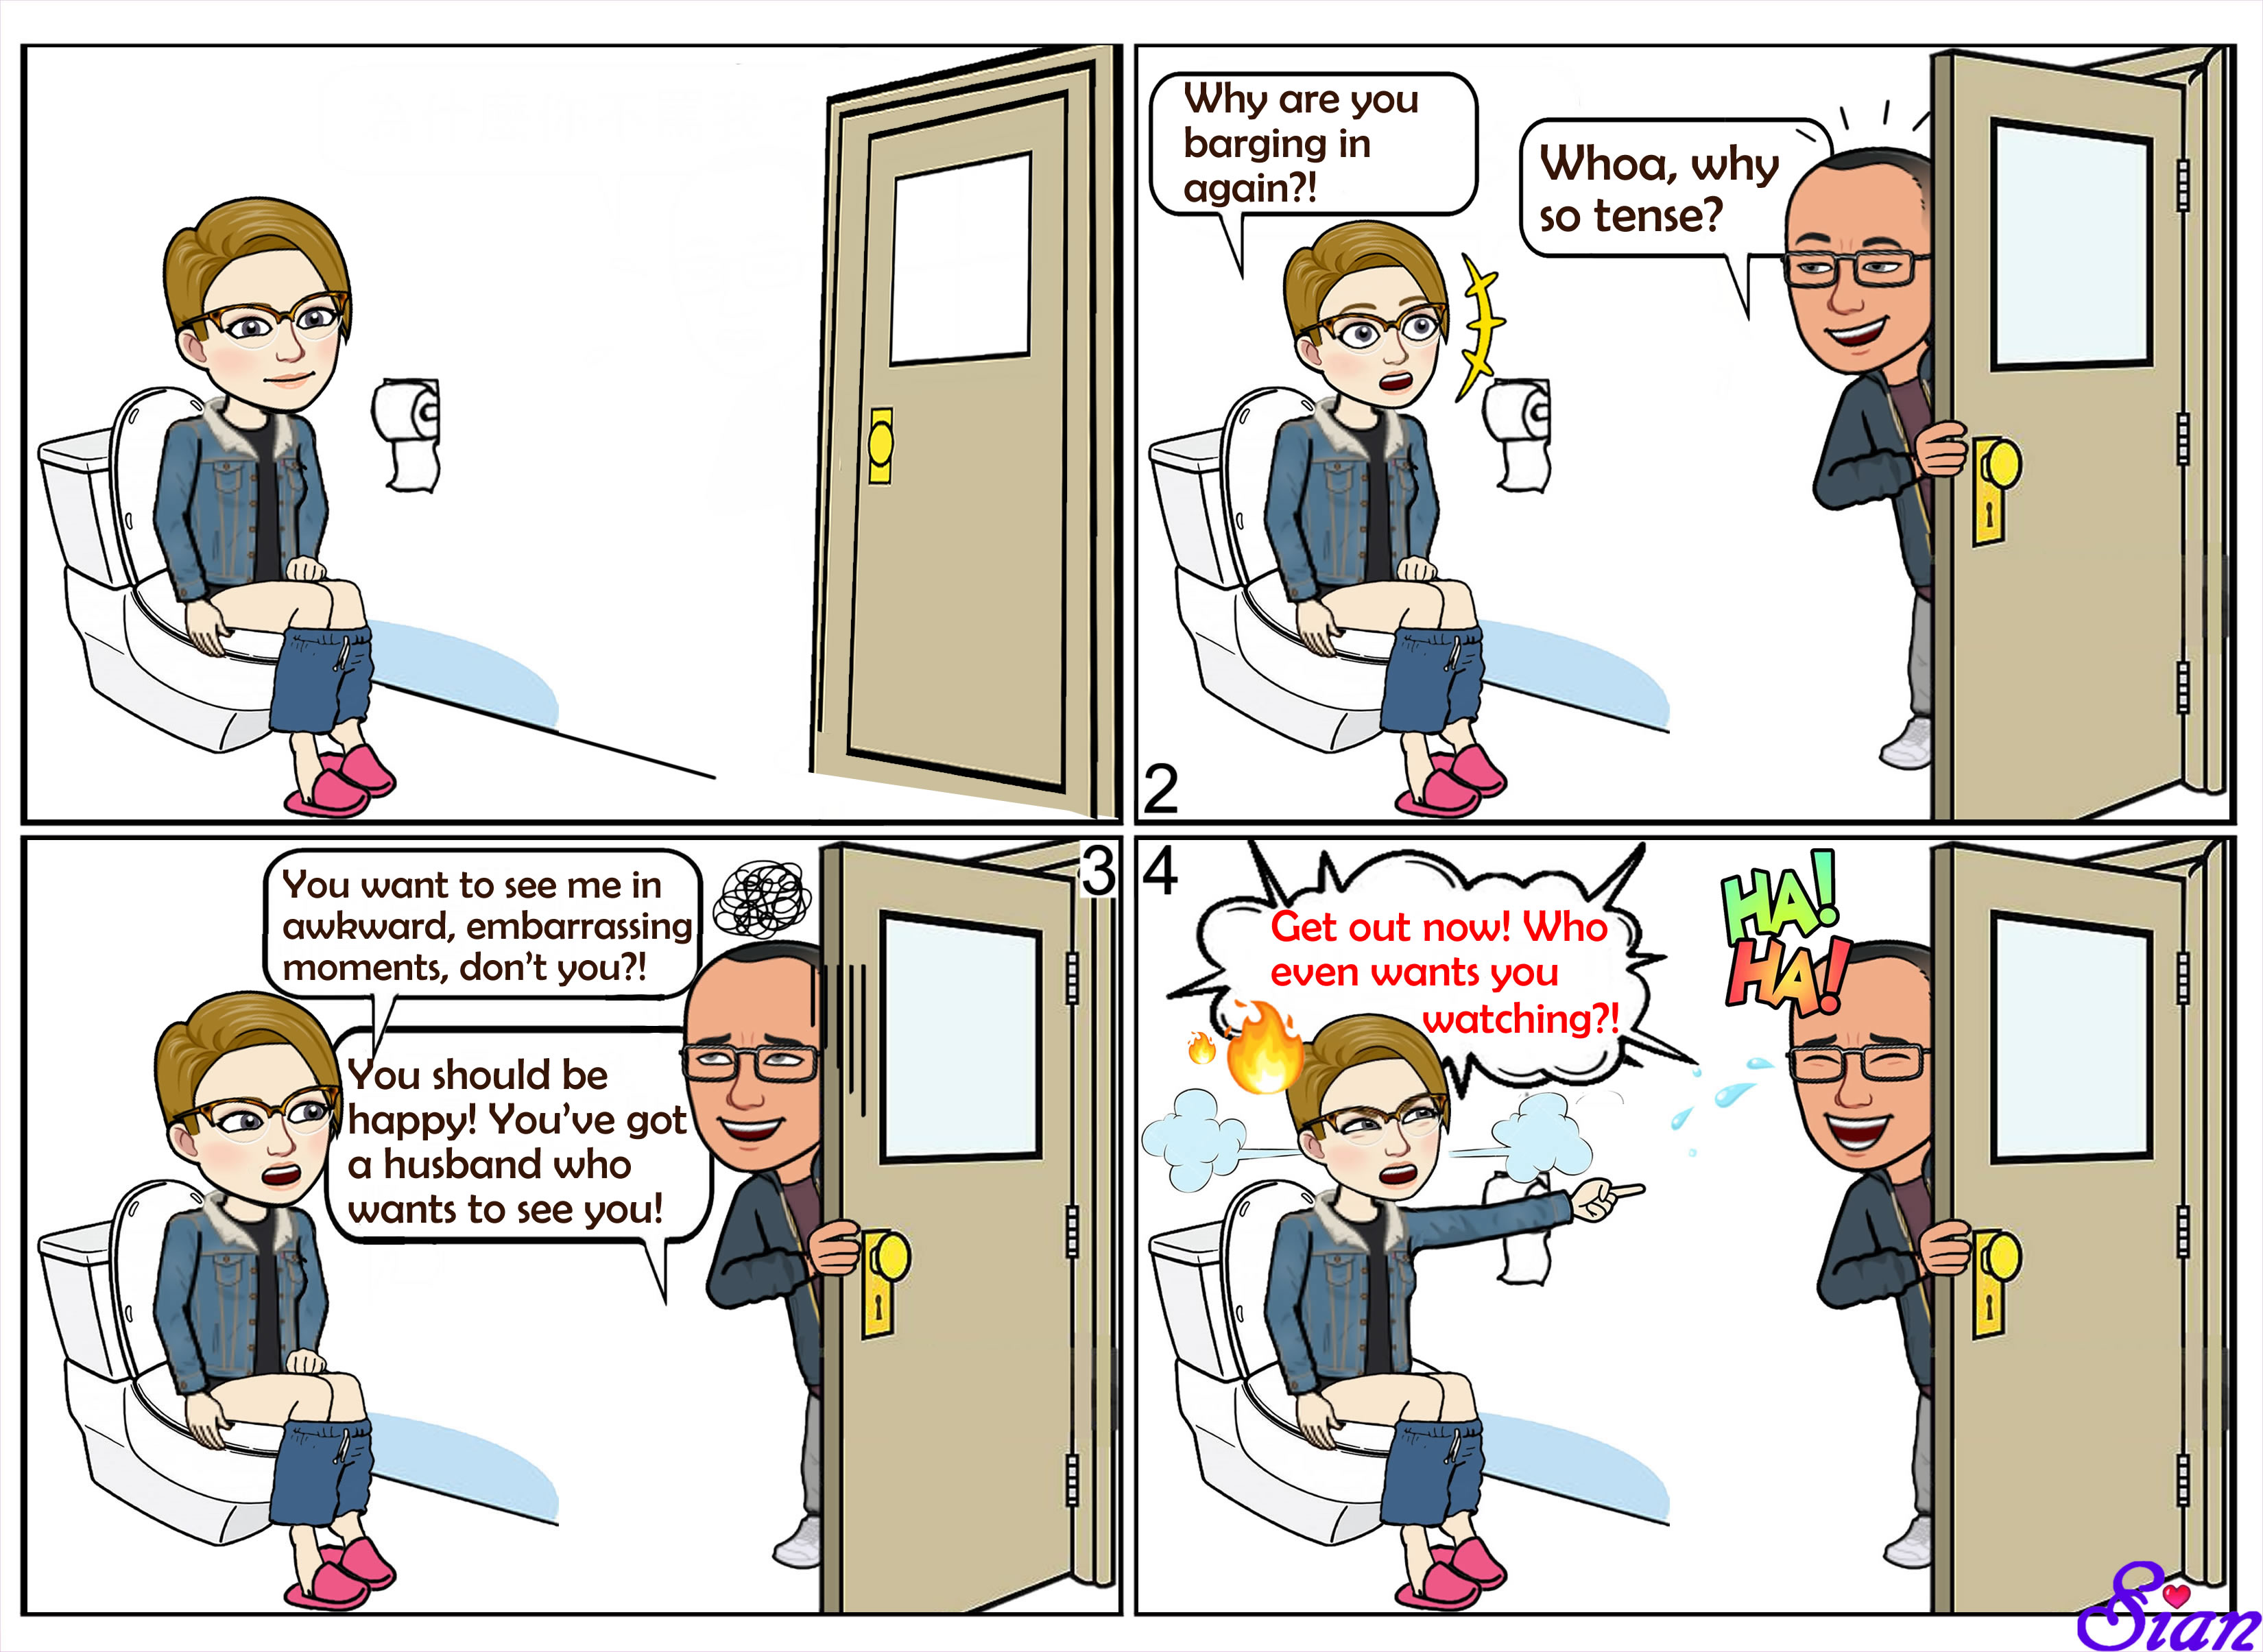 Why are you
barging in
again?!
Whoa, why
so tense?
2
You want to see me in
awkward, embarrassing
moments, don't you?!
You should be
happy! You've got
a husband who
wants to see you!
3
4
Get out now! Who
even wants you
watching?!
HA!
HA!
Sian